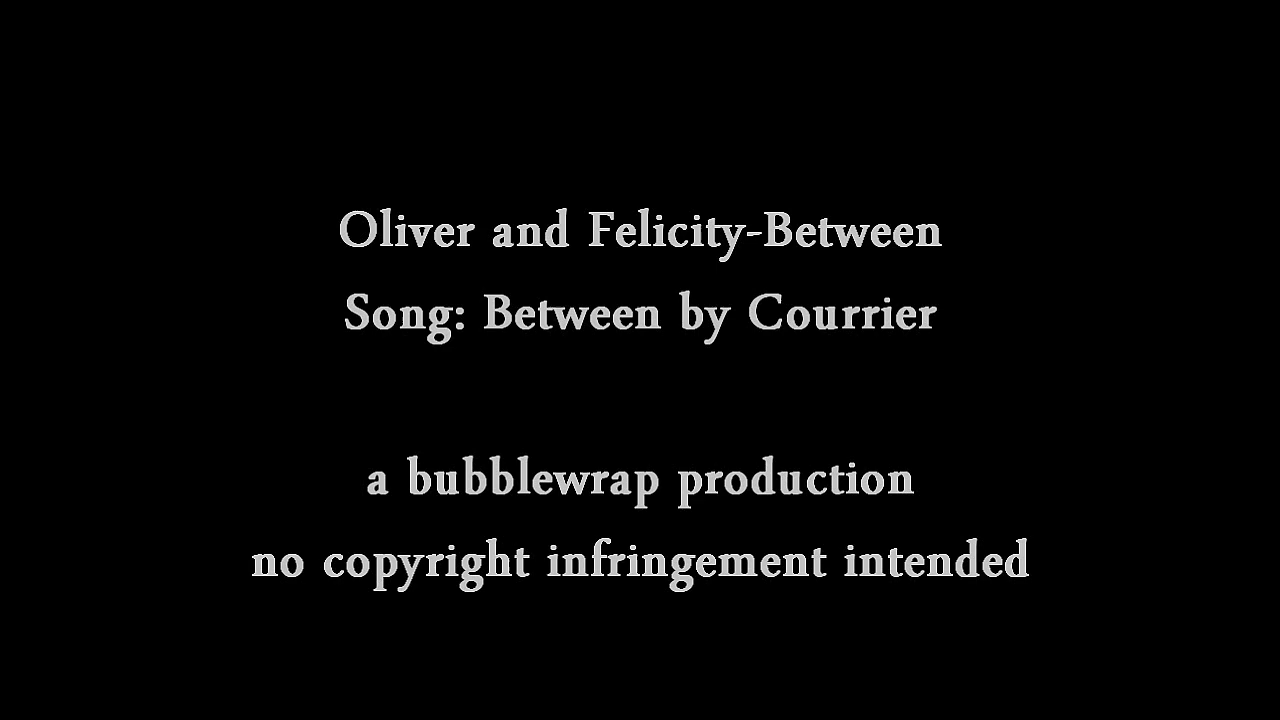 Oliver and Felicity-Between
Song: Between by Courrier
a bubblewrap production
no copyright infringement intended